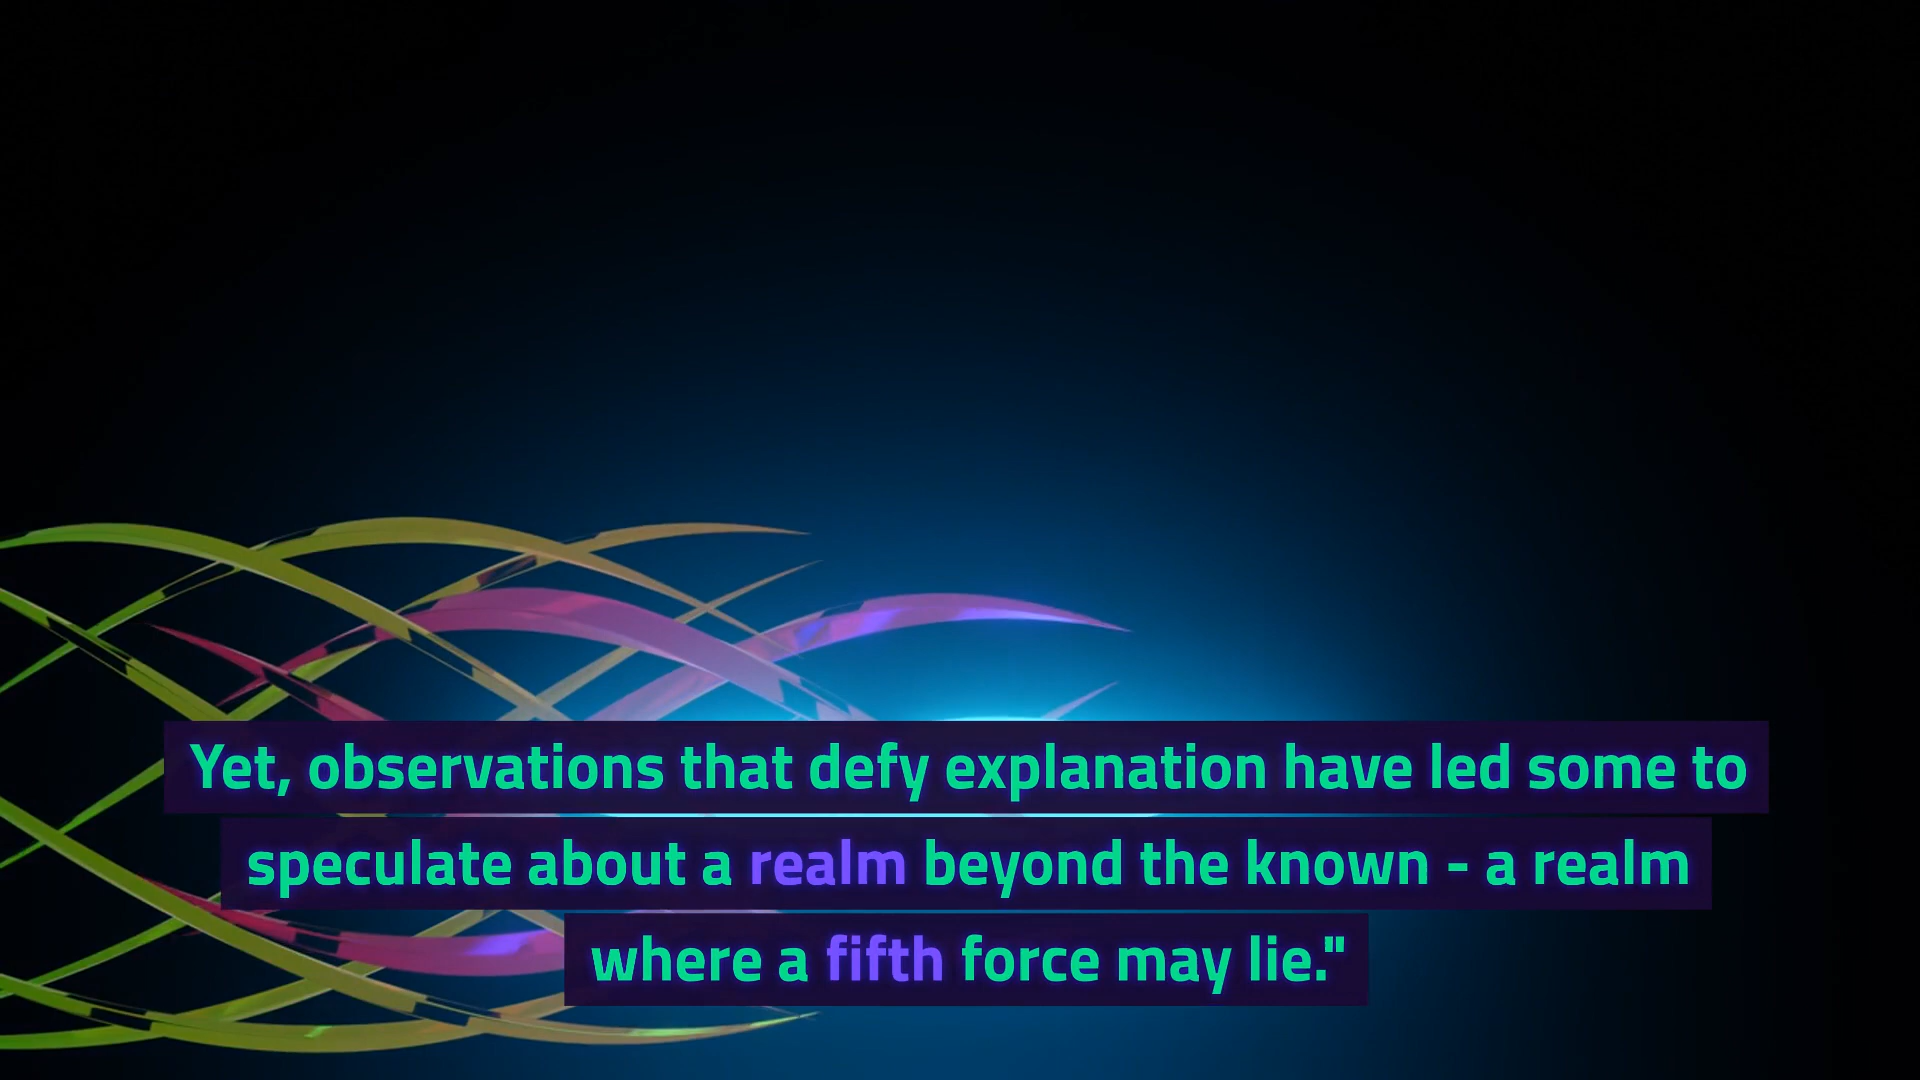 Yet, observations that defy explanation have led some to
speculate about a realm beyond the known - a realm
where a fifth force may lie."